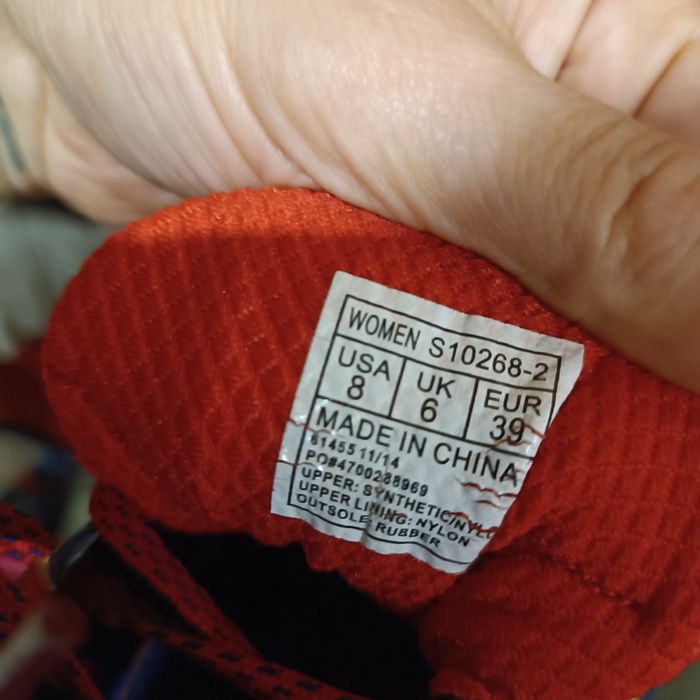 WOMEN S10268-2
USA UK EUR
8 6 39
MADE IN CHINA
61455 11/14
PO#4700288969
UPPER: SYNTHETIC/NYL
UPPER LINING: NYLON
OUTSOLE: RUBBER